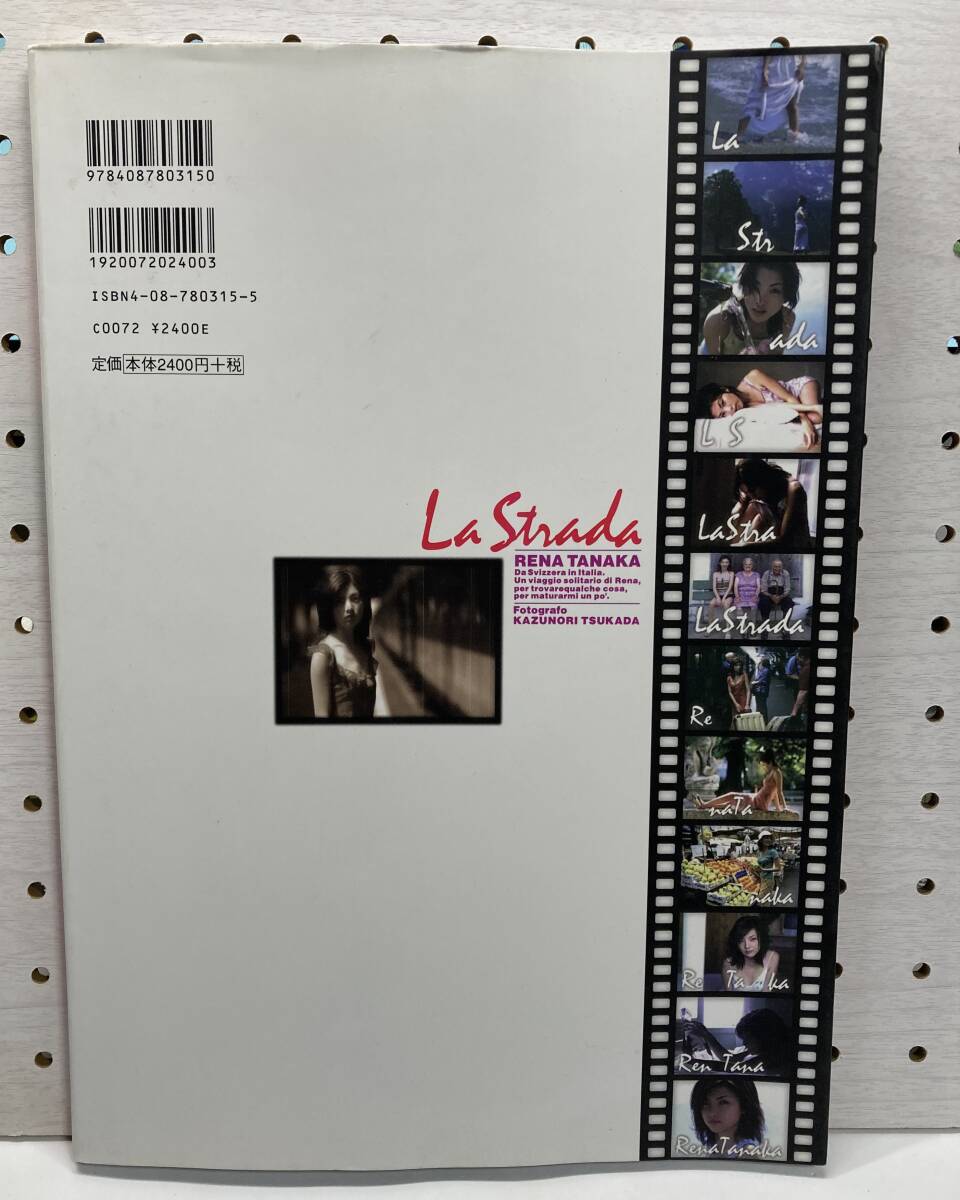 9784087803150
1920072024003
ISBN4-08-780315-5
C0072 ¥2400E
定価 本体2400円+税
La Strada
RENA TANAKA
Da Svizzera in Italia.
Un viaggio solitario di Rena,
per trovarequalche cosa,
per maturarmi un po'.
Fotografo
KAZUNORI TSUKADA
La
Str
ada
L S
LaStra
LaStrada
Re
naTa
naka
Re Ta a ka
Ren Tana
RenaTanaka